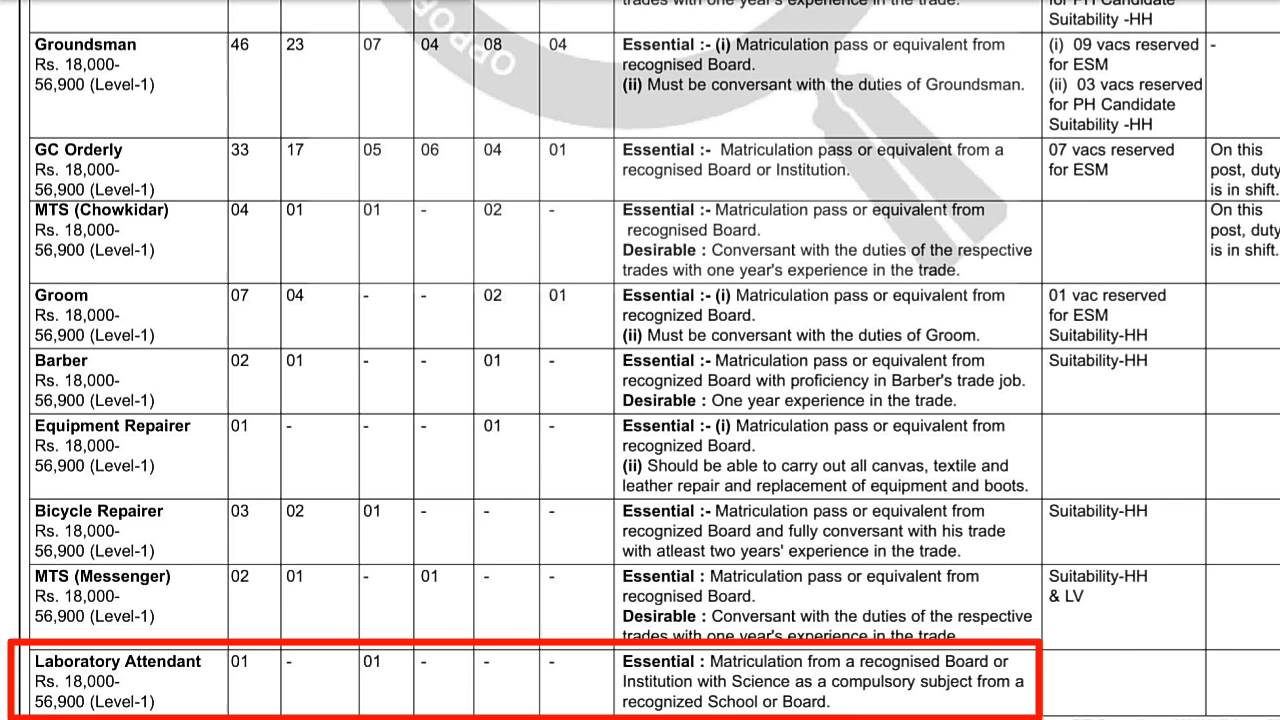 trades with one year's experience in the trade.
for PH Candidate
Suitability -HH
OPPO
Groundsman 46 23 07 04 08 04 Essential :- (i) Matriculation pass or equivalent from (i) 09 vacs reserved -
Rs. 18,000- recognised Board. for ESM
56,900 (Level-1) (ii) Must be conversant with the duties of Groundsman. (ii) 03 vacs reserved
for PH Candidate
Suitability -HH
GC Orderly 33 17 05 06 04 01 Essential :- Matriculation pass or equivalent from a 07 vacs reserved On this
Rs. 18,000- recognised Board or Institution. for ESM post, duty
56,900 (Level-1) is in shift.
MTS (Chowkidar) 04 01 01 - 02 - Essential :- Matriculation pass or equivalent from On this
Rs. 18,000- recognised Board. post, duty
56,900 (Level-1) Desirable : Conversant with the duties of the respective is in shift.
trades with one year's experience in the trade.
Groom 07 04 - - 02 01 Essential :- (i) Matriculation pass or equivalent from 01 vac reserved
Rs. 18,000- recognized Board. for ESM
56,900 (Level-1) (ii) Must be conversant with the duties of Groom. Suitability-HH
Barber 02 01 - - 01 - Essential :- Matriculation pass or equivalent from Suitability-HH
Rs. 18,000- recognized Board with proficiency in Barber's trade job.
56,900 (Level-1) Desirable : One year experience in the trade.
Equipment Repairer 01 - - - 01 - Essential :- (i) Matriculation pass or equivalent from
Rs. 18,000- recognized Board.
56,900 (Level-1) (ii) Should be able to carry out all canvas, textile and
leather repair and replacement of equipment and boots.
Bicycle Repairer 03 02 01 - - - Essential :- Matriculation pass or equivalent from Suitability-HH
Rs. 18,000- recognized Board and fully conversant with his trade
56,900 (Level-1) with atleast two years' experience in the trade.
MTS (Messenger) 02 01 - 01 - - Essential : Matriculation pass or equivalent from Suitability-HH
Rs. 18,000- recognised Board. & LV
56,900 (Level-1) Desirable : Conversant with the duties of the respective
trades with one year's experience in the trade
Laboratory Attendant 01 - 01 - - - Essential : Matriculation from a recognised Board or
Rs. 18,000- Institution with Science as a compulsory subject from a
56,900 (Level-1) recognized School or Board.